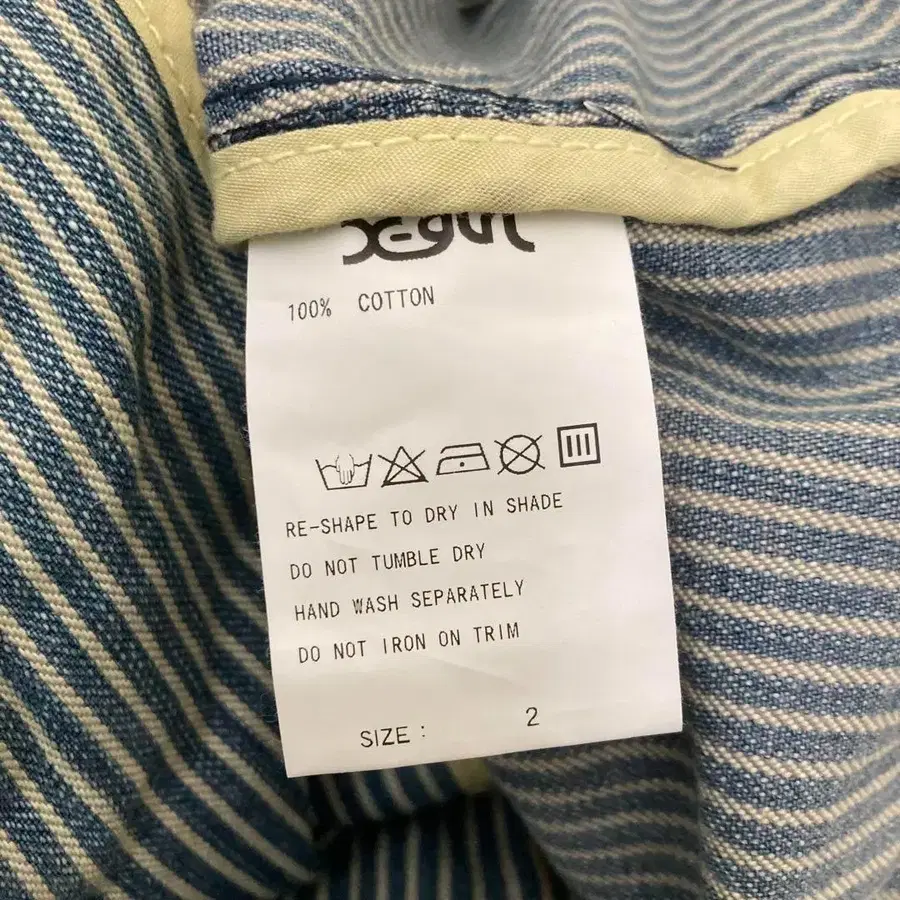 X-girl
100% COTTON
RE-SHAPE TO DRY IN SHADE
DO NOT TUMBLE DRY
HAND WASH SEPARATELY
DO NOT IRON ON TRIM
SIZE : 2